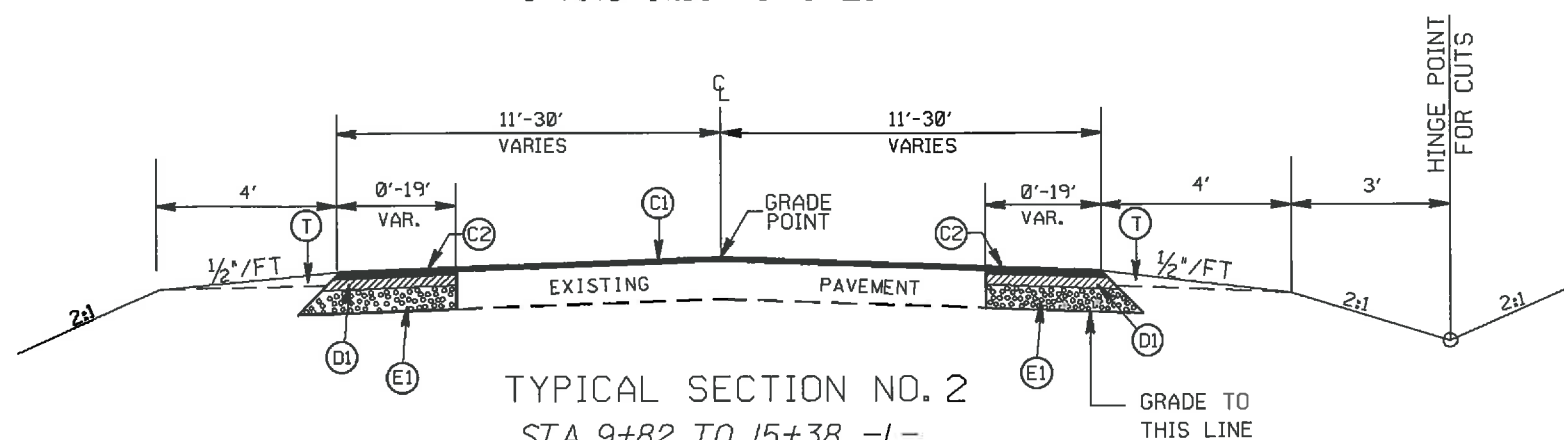 HINGE POINT
FOR CUTS
CL
11'-30'
VARIES
11'-30'
VARIES
4'
0'-19'
VAR.
C1
GRADE
POINT
0'-19'
VAR.
4'
3'
T
C2
C2
T
1/2"/FT
1/2"/FT
EXISTING PAVEMENT
2:1
2:1
2:1
D1
E1
E1
D1
TYPICAL SECTION NO. 2
GRADE TO
THIS LINE
STA 9+82 TO 15+38 -L-